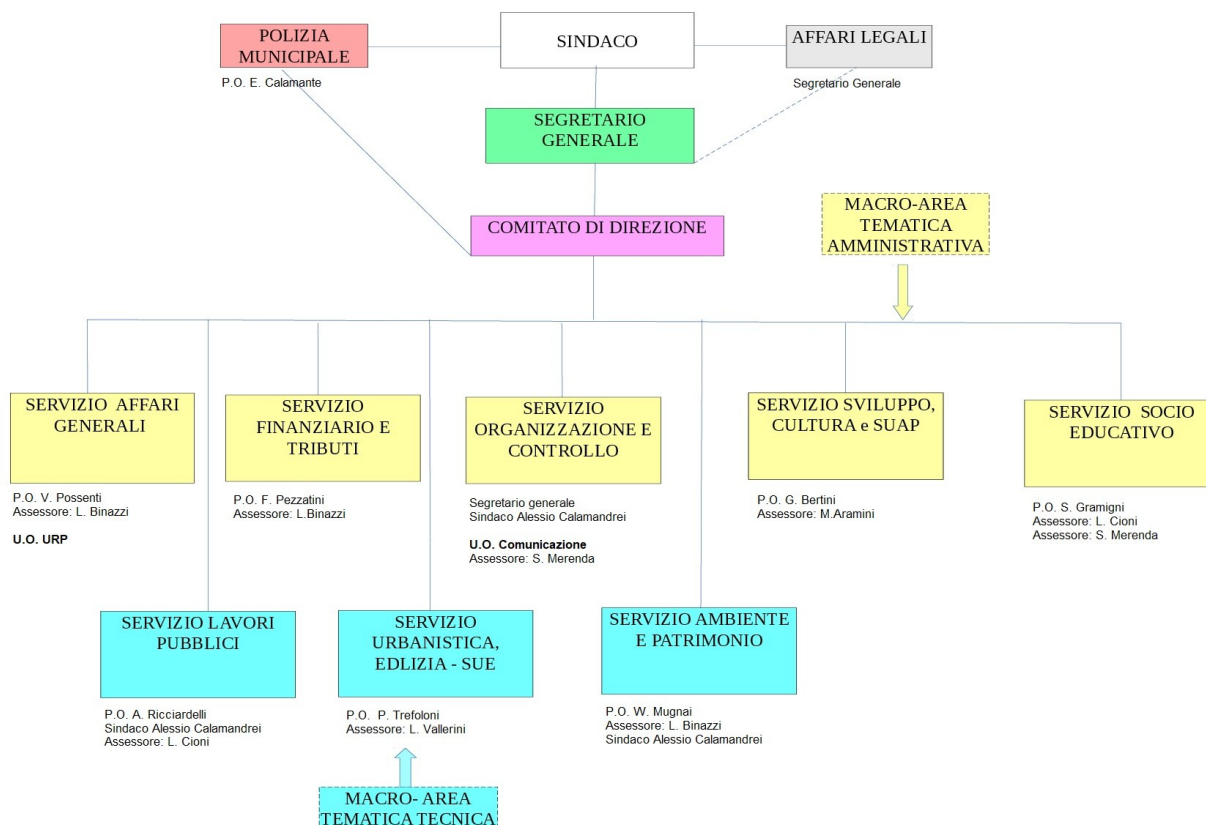 POLIZIA
MUNICIPALE
P.O. E. Calamante
SINDACO
AFFARI LEGALI
Segretario Generale
SEGRETARIO
GENERALE
COMITATO DI DIREZIONE
MACRO-AREA
TEMATICA
AMMINISTRATIVA
SERVIZIO AFFARI
GENERALI
P.O. V. Possenti
Assessore: L. Binazzi
U.O. URP
SERVIZIO
FINANZIARIO E
TRIBUTI
P.O. F. Pezzatini
Assessore: L.Binazzi
SERVIZIO
ORGANIZZAZIONE E
CONTROLLO
Segretario generale
Sindaco Alessio Calamandrei
U.O. Comunicazione
Assessore: S. Merenda
SERVIZIO SVILUPPO,
CULTURA e SUAP
P.O. G. Bertini
Assessore: M.Aramini
SERVIZIO SOCIO
EDUCATIVO
P.O. S. Gramigni
Assessore: L. Cioni
Assessore: S. Merenda
SERVIZIO LAVORI
PUBBLICI
P.O. A. Ricciardelli
Sindaco Alessio Calamandrei
Assessore: L. Cioni
SERVIZIO
URBANISTICA,
EDLIZIA - SUE
P.O. P. Trefoloni
Assessore: L. Vallerini
SERVIZIO AMBIENTE
E PATRIMONIO
P.O. W. Mugnai
Assessore: L. Binazzi
Sindaco Alessio Calamandrei
MACRO- AREA
TEMATICA TECNICA